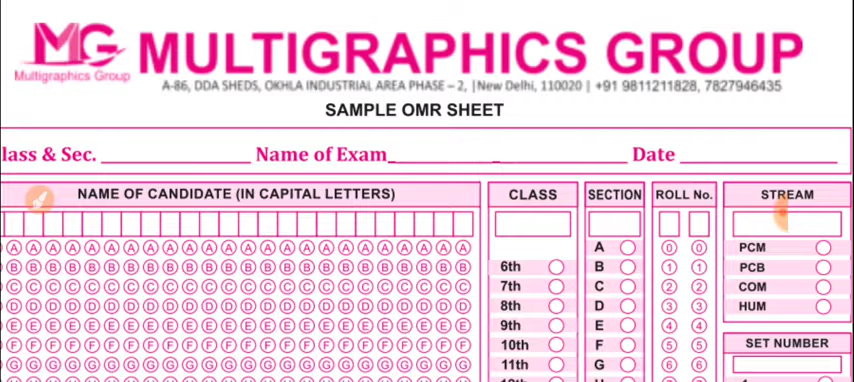 MG
Multigraphics Group
MULTIGRAPHICS GROUP
A-86, DDA SHEDS, OKHLA INDUSTRIAL AREA PHASE – 2, |New Delhi, 110020 | +91 9811211828, 7827946435
SAMPLE OMR SHEET
lass & Sec. Name of Exam Date
NAME OF CANDIDATE (IN CAPITAL LETTERS) CLASS SECTION ROLL No. STREAM
A A A A A A A A A A A A A A A A A A A A A A A A A 0 0 PCM
B B B B B B B B B B B B B B B B B B B B B B B B 6th B 1 1 PCB
C C C C C C C C C C C C C C C C C C C C C C C C 7th C 2 2 COM
D D D D D D D D D D D D D D D D D D D D D D D D 8th D 3 3 HUM
E E E E E E E E E E E E E E E E E E E E E E E E 9th E 4 4
F F F F F F F F F F F F F F F F F F F F F F F F 10th F 5 5 SET NUMBER
G G G G G G G G G G G G G G G G G G G G G G G G 11th G 6 6